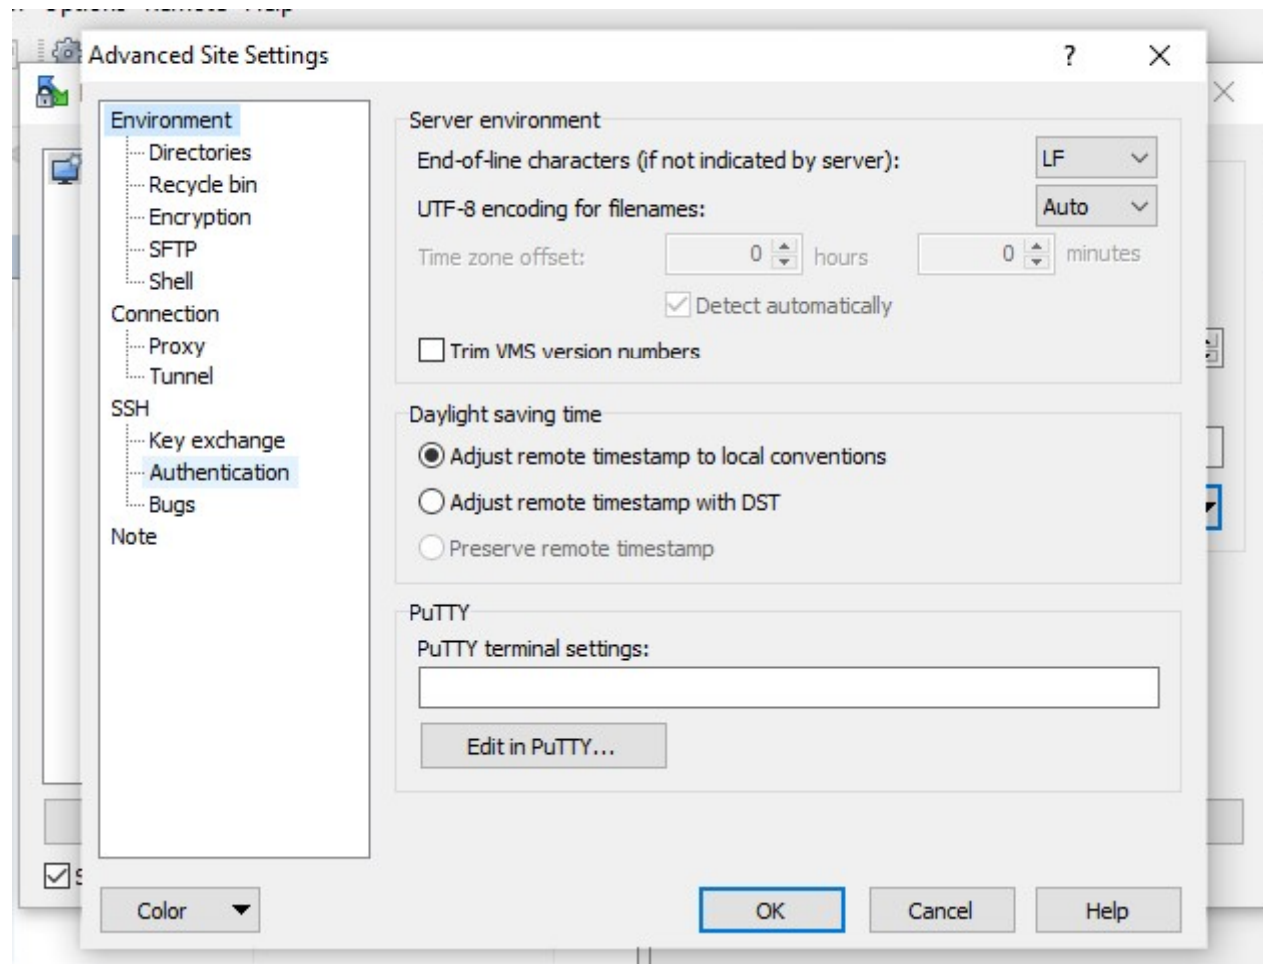 Options Remote Help
Advanced Site Settings
?
Environment
Directories
Recycle bin
Encryption
SFTP
Shell
Connection
Proxy
Tunnel
SSH
Key exchange
Authentication
Bugs
Note
Server environment
End-of-line characters (if not indicated by server):
LF
UTF-8 encoding for filenames:
Auto
Time zone offset:
0
hours
0
minutes
Detect automatically
Trim VMS version numbers
Daylight saving time
Adjust remote timestamp to local conventions
Adjust remote timestamp with DST
Preserve remote timestamp
PuTTY
PuTTY terminal settings:
Edit in PuTTY...
Color
OK
Cancel
Help